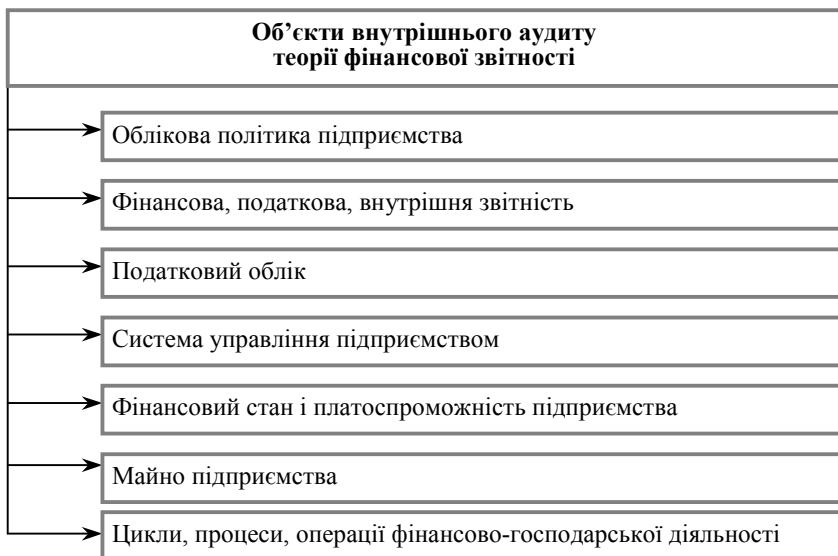 Об’єкти внутрішнього аудиту
теорії фінансової звітності
Облікова політика підприємства
Фінансова, податкова, внутрішня звітність
Податковий облік
Система управління підприємством
Фінансовий стан і платоспроможність підприємства
Майно підприємства
Цикли, процеси, операції фінансово-господарської діяльності